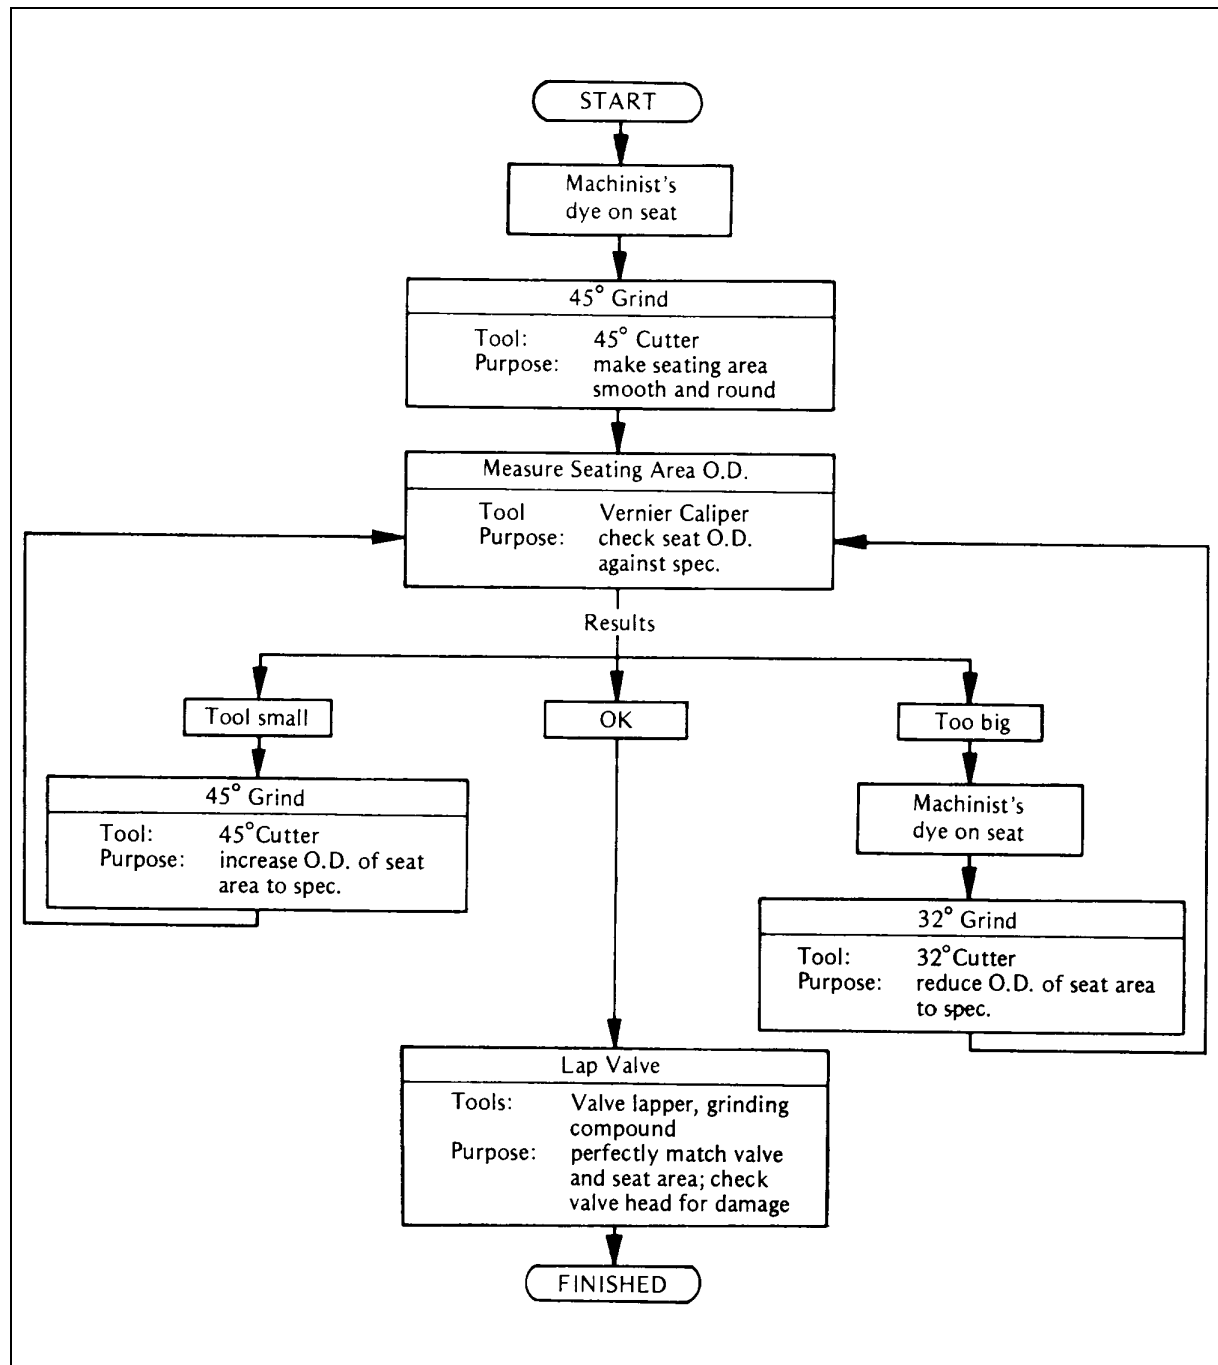 START
Machinist's
dye on seat
45° Grind
Tool: 45° Cutter
Purpose: make seating area
smooth and round
Measure Seating Area O.D.
Tool Vernier Caliper
Purpose: check seat O.D.
against spec.
Results
Tool small
OK
Too big
45° Grind
Tool: 45° Cutter
Purpose: increase O.D. of seat
area to spec.
Machinist's
dye on seat
32° Grind
Tool: 32° Cutter
Purpose: reduce O.D. of seat area
to spec.
Lap Valve
Tools: Valve lapper, grinding
compound
Purpose: perfectly match valve
and seat area; check
valve head for damage
FINISHED